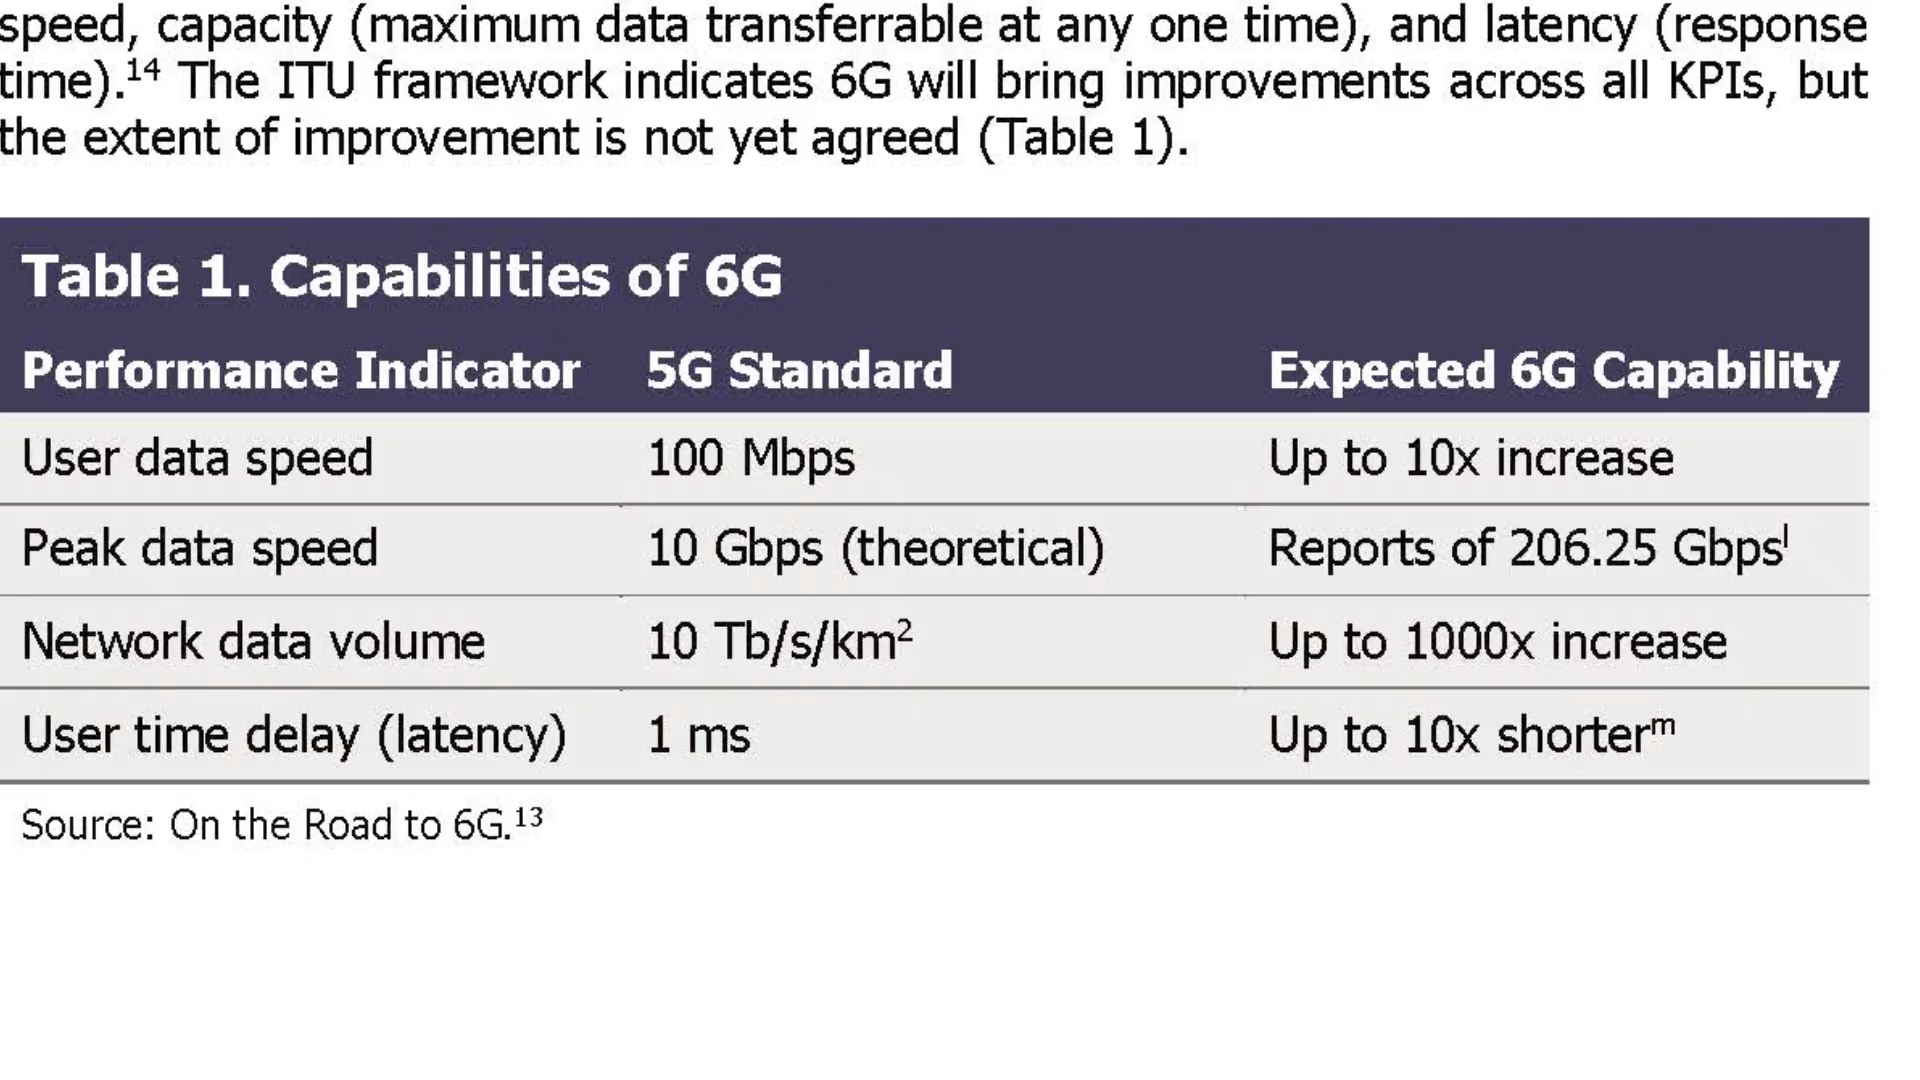 speed, capacity (maximum data transferrable at any one time), and latency (response
time).¹⁴ The ITU framework indicates 6G will bring improvements across all KPIs, but
the extent of improvement is not yet agreed (Table 1).
Table 1. Capabilities of 6G
Performance Indicator 5G Standard Expected 6G Capability
User data speed 100 Mbps Up to 10x increase
Peak data speed 10 Gbps (theoretical) Reports of 206.25 Gbpsˡ
Network data volume 10 Tb/s/km² Up to 1000x increase
User time delay (latency) 1 ms Up to 10x shorterᵐ
Source: On the Road to 6G.¹³